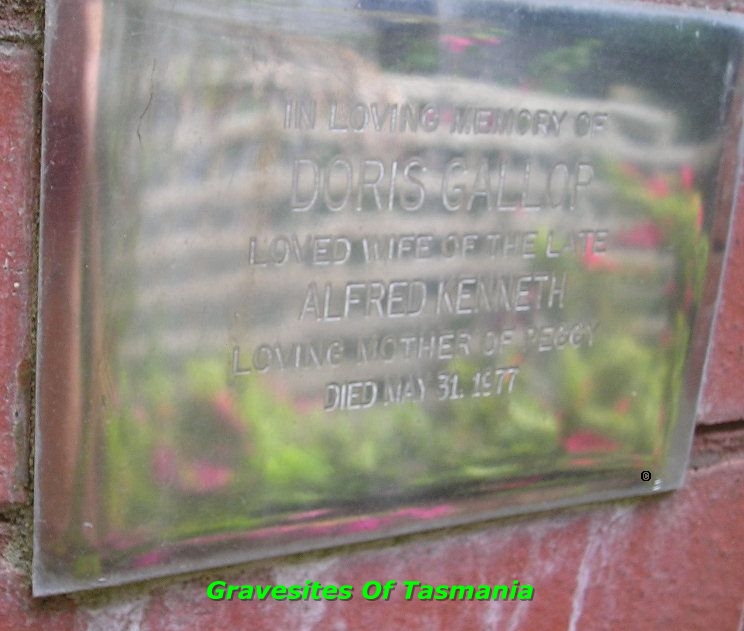 IN LOVING MEMORY OF
DORIS GALLOP
LOVED WIFE OF THE LATE
ALFRED KENNETH
LOVING MOTHER OF PEGGY
DIED MAY 31. 1977
©
Gravesites Of Tasmania